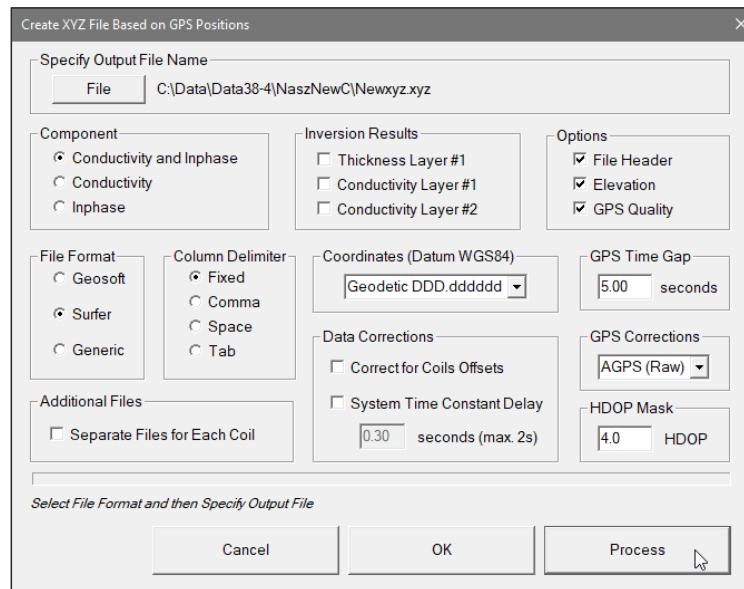 Create XYZ File Based on GPS Positions
Specify Output File Name
File C:\Data\Data38-4\NaszNewC\Newxyz.xyz
Component
Conductivity and Inphase
Conductivity
Inphase
Inversion Results
Thickness Layer #1
Conductivity Layer #1
Conductivity Layer #2
Options
File Header
Elevation
GPS Quality
File Format
Geosoft
Surfer
Generic
Column Delimiter
Fixed
Comma
Space
Tab
Coordinates (Datum WGS84)
Geodetic DDD.dddddd
GPS Time Gap
5.00 seconds
Data Corrections
Correct for Coils Offsets
System Time Constant Delay
0.30 seconds (max. 2s)
GPS Corrections
AGPS (Raw)
Additional Files
Separate Files for Each Coil
HDOP Mask
4.0 HDOP
Select File Format and then Specify Output File
Cancel OK Process